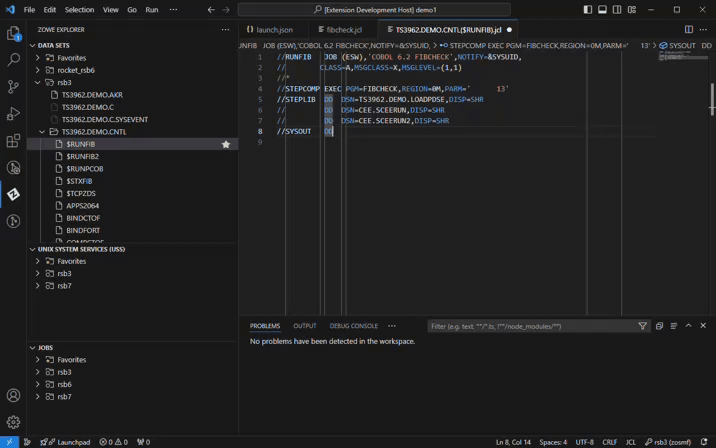 File Edit Selection View Go Run ··· [Extension Development Host] demo1
ZOWE EXPLORER ···
DATA SETS
Favorites
rocket_rsb6
rsb3
TS3962.DEMO.AKR
TS3962.DEMO.C
TS3962.DEMO.C.SYSEVENT
TS3962.DEMO.CNTL
$RUNFIB
$RUNFIB2
$RUNPCOB
$STXFIB
$TCPZDS
APPS2064
BINDCTOF
BINDFORT
COMPCTOF
UNIX SYSTEM SERVICES (USS)
Favorites
rsb3
rsb7
JOBS
Favorites
rsb3
rsb6
rsb7
launch.json fibcheck.jcl TS3962.DEMO.CNTL($RUNFIB).jcl
JNFIB JOB (ESW),'COBOL 6.2 FIBCHECK',NOTIFY=&SYSUID, STEPCOMP EXEC PGM=FIBCHECK,REGION=0M,PARM=' 13' SYSOUT DD
1 //RUNFIB JOB (ESW),'COBOL 6.2 FIBCHECK',NOTIFY=&SYSUID,
2 // CLASS=A,MSGCLASS=X,MSGLEVEL=(1,1)
3 //*
4 //STEPCOMP EXEC PGM=FIBCHECK,REGION=0M,PARM=' 13'
5 //STEPLIB DD DSN=TS3962.DEMO.LOADPDSE,DISP=SHR
6 // DD DSN=CEE.SCEERUN,DISP=SHR
7 // DD DSN=CEE.SCEERUN2,DISP=SHR
8 //SYSOUT DD
9
PROBLEMS OUTPUT DEBUG CONSOLE ··· Filter (e.g. text, **/*.ts, !**/node_modules/**)
No problems have been detected in the workspace.
Launchpad 0 0 0 Ln 8, Col 14 Spaces: 4 UTF-8 CRLF JCL rsb3 (zosmf)